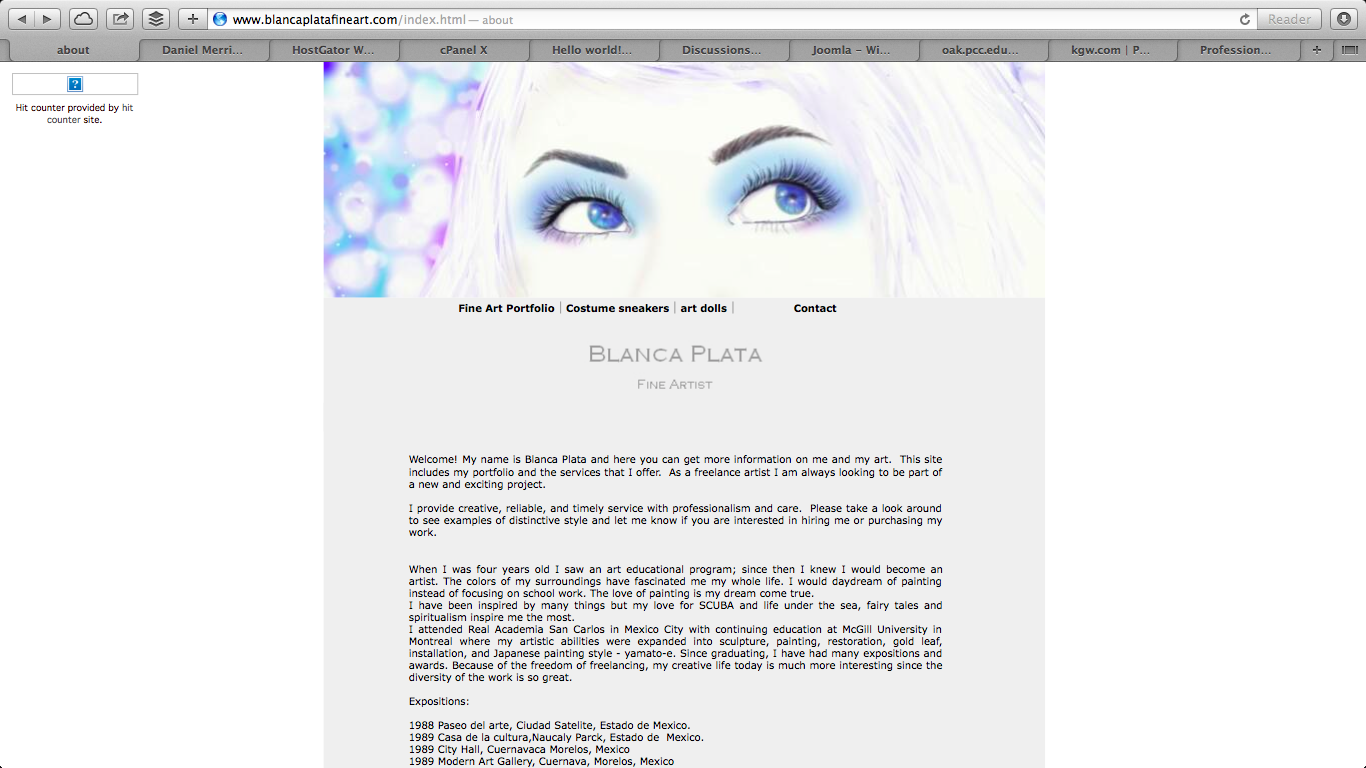 www.blancaplatafineart.com/index.html — about
Reader
about
Daniel Merri...
HostGator W...
cPanel X
Hello world!...
Discussions...
Joomla – Wi...
oak.pcc.edu...
kgw.com | P...
Profession...
Hit counter provided by hit
counter site.
Fine Art Portfolio | Costume sneakers | art dolls | Contact
BLANCA PLATA
FINE ARTIST
Welcome! My name is Blanca Plata and here you can get more information on me and my art. This site
includes my portfolio and the services that I offer. As a freelance artist I am always looking to be part of
a new and exciting project.
I provide creative, reliable, and timely service with professionalism and care. Please take a look around
to see examples of distinctive style and let me know if you are interested in hiring me or purchasing my
work.
When I was four years old I saw an art educational program; since then I knew I would become an
artist. The colors of my surroundings have fascinated me my whole life. I would daydream of painting
instead of focusing on school work. The love of painting is my dream come true.
I have been inspired by many things but my love for SCUBA and life under the sea, fairy tales and
spiritualism inspire me the most.
I attended Real Academia San Carlos in Mexico City with continuing education at McGill University in
Montreal where my artistic abilities were expanded into sculpture, painting, restoration, gold leaf,
installation, and Japanese painting style - yamato-e. Since graduating, I have had many expositions and
awards. Because of the freedom of freelancing, my creative life today is much more interesting since the
diversity of the work is so great.
Expositions:
1988 Paseo del arte, Ciudad Satelite, Estado de Mexico.
1989 Casa de la cultura,Naucaly Parck, Estado de Mexico.
1989 City Hall, Cuernavaca Morelos, Mexico
1989 Modern Art Gallery, Cuernava, Morelos, Mexico